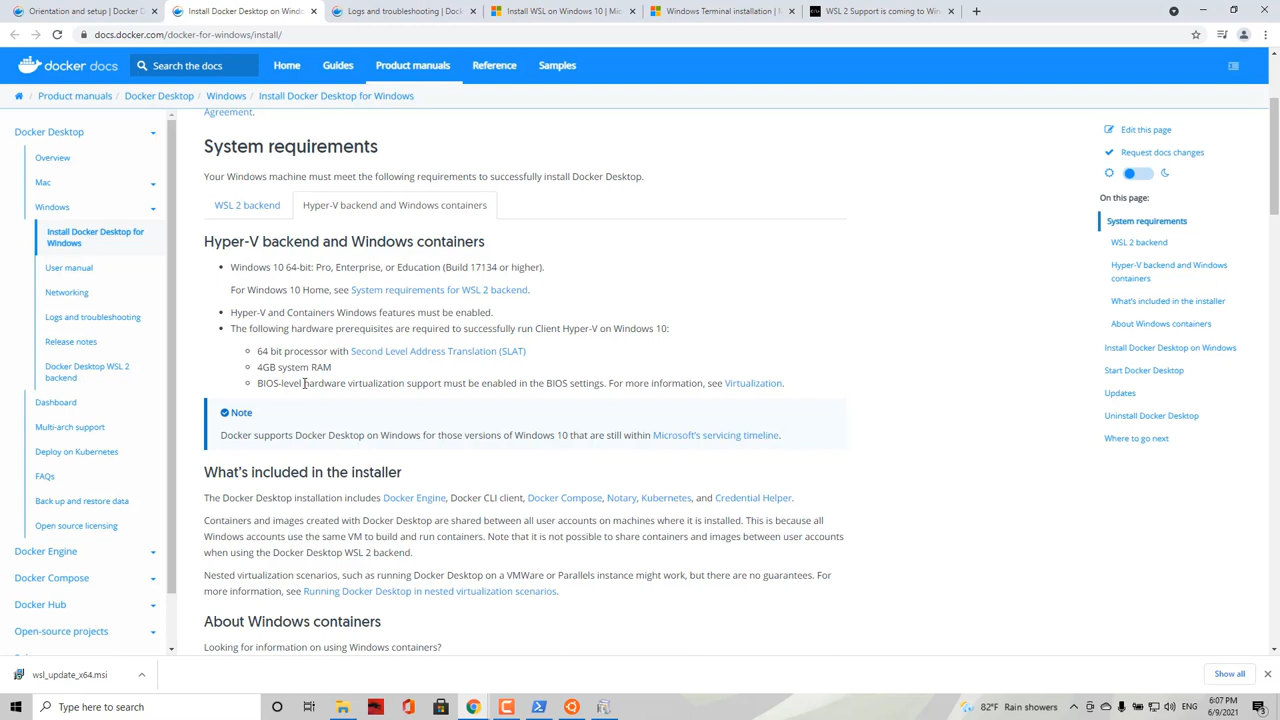 Orientation and setup | Docker D
Install Docker Desktop on Windo
Logs and troubleshooting | Docke
Install WSL on Windows 10 | Mic
Windows Terminal installation | M
WSL 2 Support is coming to Win
docs.docker.com/docker-for-windows/install/
docker docs
Search the docs
Home
Guides
Product manuals
Reference
Samples
Product manuals / Docker Desktop / Windows / Install Docker Desktop for Windows
Docker Desktop
Overview
Mac
Windows
Install Docker Desktop for
Windows
User manual
Networking
Logs and troubleshooting
Release notes
Docker Desktop WSL 2
backend
Dashboard
Multi-arch support
Deploy on Kubernetes
FAQs
Back up and restore data
Open source licensing
Docker Engine
Docker Compose
Docker Hub
Open-source projects
Agreement.
System requirements
Your Windows machine must meet the following requirements to successfully install Docker Desktop.
WSL 2 backend
Hyper-V backend and Windows containers
Hyper-V backend and Windows containers
• Windows 10 64-bit: Pro, Enterprise, or Education (Build 17134 or higher).
For Windows 10 Home, see System requirements for WSL 2 backend.
• Hyper-V and Containers Windows features must be enabled.
• The following hardware prerequisites are required to successfully run Client Hyper-V on Windows 10:
64 bit processor with Second Level Address Translation (SLAT)
4GB system RAM
BIOS-level hardware virtualization support must be enabled in the BIOS settings. For more information, see Virtualization.
Note
Docker supports Docker Desktop on Windows for those versions of Windows 10 that are still within Microsoft's servicing timeline.
What's included in the installer
The Docker Desktop installation includes Docker Engine, Docker CLI client, Docker Compose, Notary, Kubernetes, and Credential Helper.
Containers and images created with Docker Desktop are shared between all user accounts on machines where it is installed. This is because all
Windows accounts use the same VM to build and run containers. Note that it is not possible to share containers and images between user accounts
when using the Docker Desktop WSL 2 backend.
Nested virtualization scenarios, such as running Docker Desktop on a VMWare or Parallels instance might work, but there are no guarantees. For
more information, see Running Docker Desktop in nested virtualization scenarios.
About Windows containers
Looking for information on using Windows containers?
Edit this page
Request docs changes
On this page:
System requirements
WSL 2 backend
Hyper-V backend and Windows
containers
What's included in the installer
About Windows containers
Install Docker Desktop on Windows
Start Docker Desktop
Updates
Uninstall Docker Desktop
Where to go next
wsl_update_x64.msi
Show all
Type here to search
82°F Rain showers
ENG
6:07 PM
6/9/2021